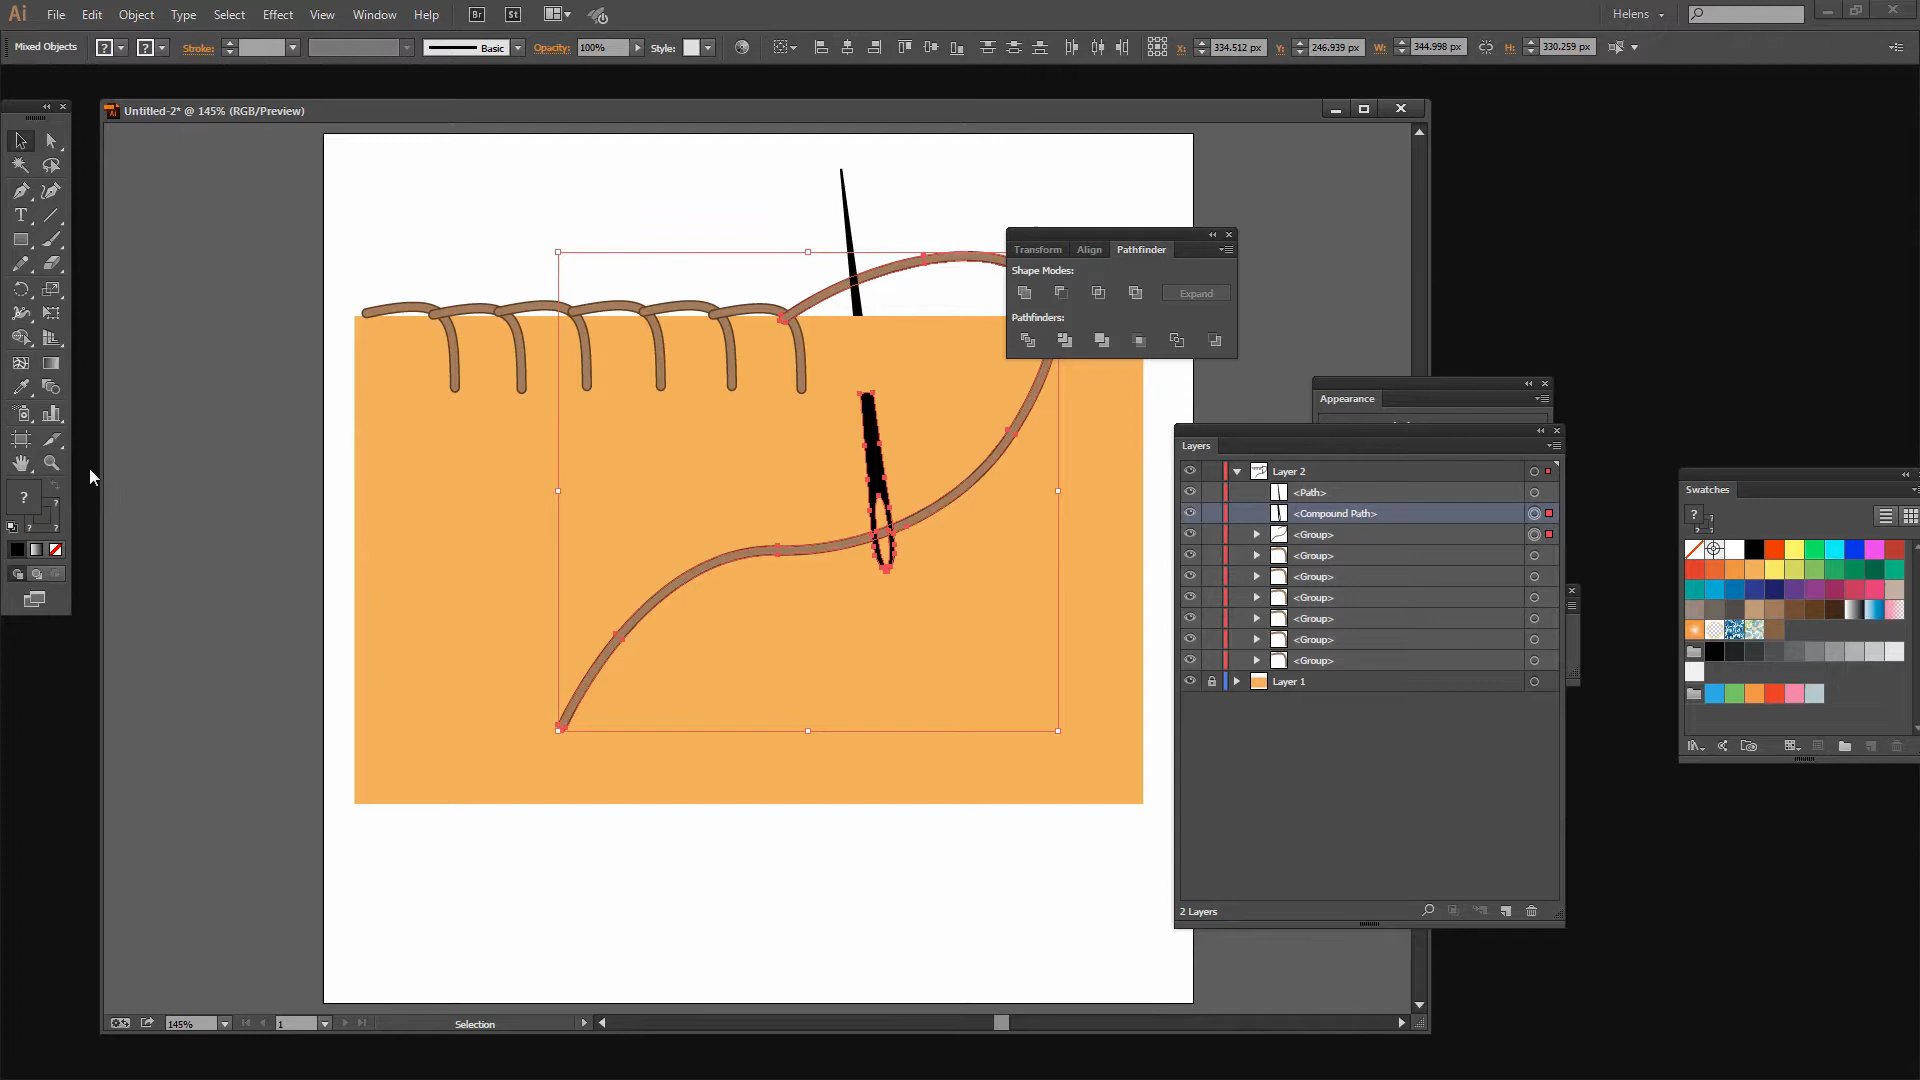 Ai File Edit Object Type Select Effect View Window Help Br St Helens
Mixed Objects ? ? Stroke: Basic Opacity: 100% Style: X: 334.512 px Y: 246.939 px W: 344.998 px H: 330.259 px
Untitled-2* @ 145% (RGB/Preview)
Transform Align Pathfinder
Shape Modes:
Expand
Pathfinders:
Appearance
Layers
Layer 2
<Path>
<Compound Path>
<Group>
<Group>
<Group>
<Group>
<Group>
<Group>
<Group>
Layer 1
2 Layers
Swatches
?
T
?
?
?
145% 1 Selection